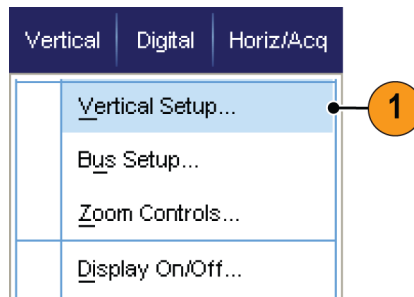 Vertical Digital Horiz/Acq
Vertical Setup... 1
Bus Setup...
Zoom Controls...
Display On/Off...